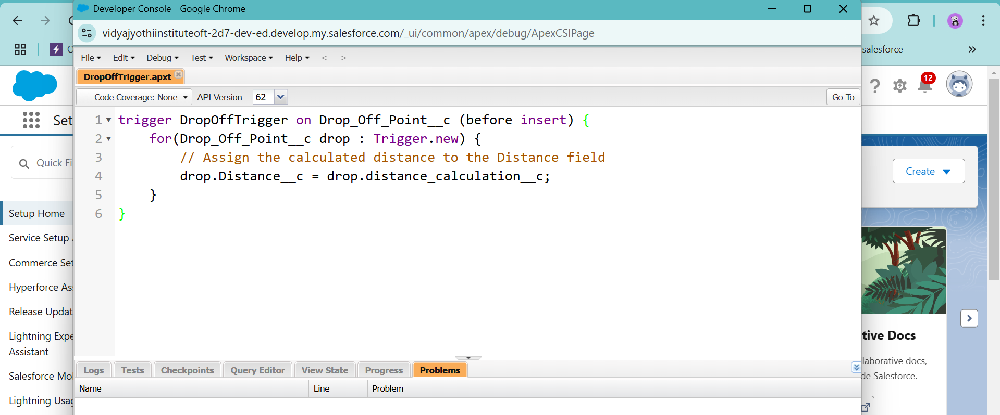 Developer Console - Google Chrome
vidyajyothiinstituteoft-2d7-dev-ed.develop.my.salesforce.com/_ui/common/apex/debug/ApexCSIPage
salesforce
File Edit Debug Test Workspace Help < >
DropOffTrigger.apxt
Code Coverage: None API Version: 62 Go To
12
Set
1 trigger DropOffTrigger on Drop_Off_Point__c (before insert) {
2 for(Drop_Off_Point__c drop : Trigger.new) {
3 // Assign the calculated distance to the Distance field
4 drop.Distance__c = drop.distance_calculation__c;
5 }
6 }
Quick Fi
Create
Setup Home
Service Setup
Commerce Set
Hyperforce Ass
Release Updat
Lightning Expe
Assistant
Salesforce Mo
Lightning Usag
tive Docs
laborative docs,
de Salesforce.
Logs Tests Checkpoints Query Editor View State Progress Problems
Name Line Problem